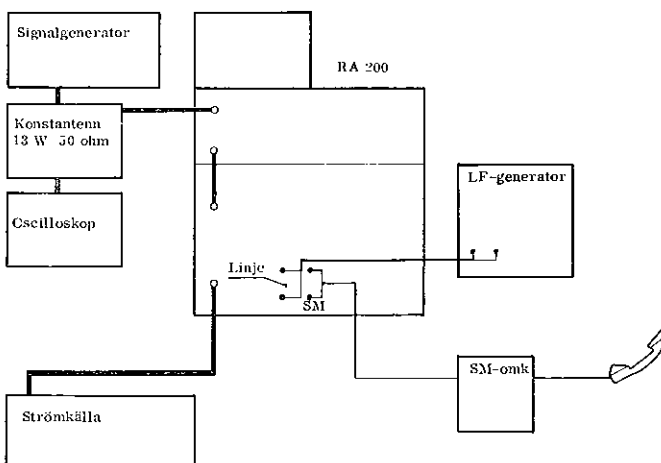 Signalgenerator
RA 200
Konstantenn
13 W 50 ohm
LF-generator
Oscilloskop
Linje
SM
SM-omk
Strömkälla